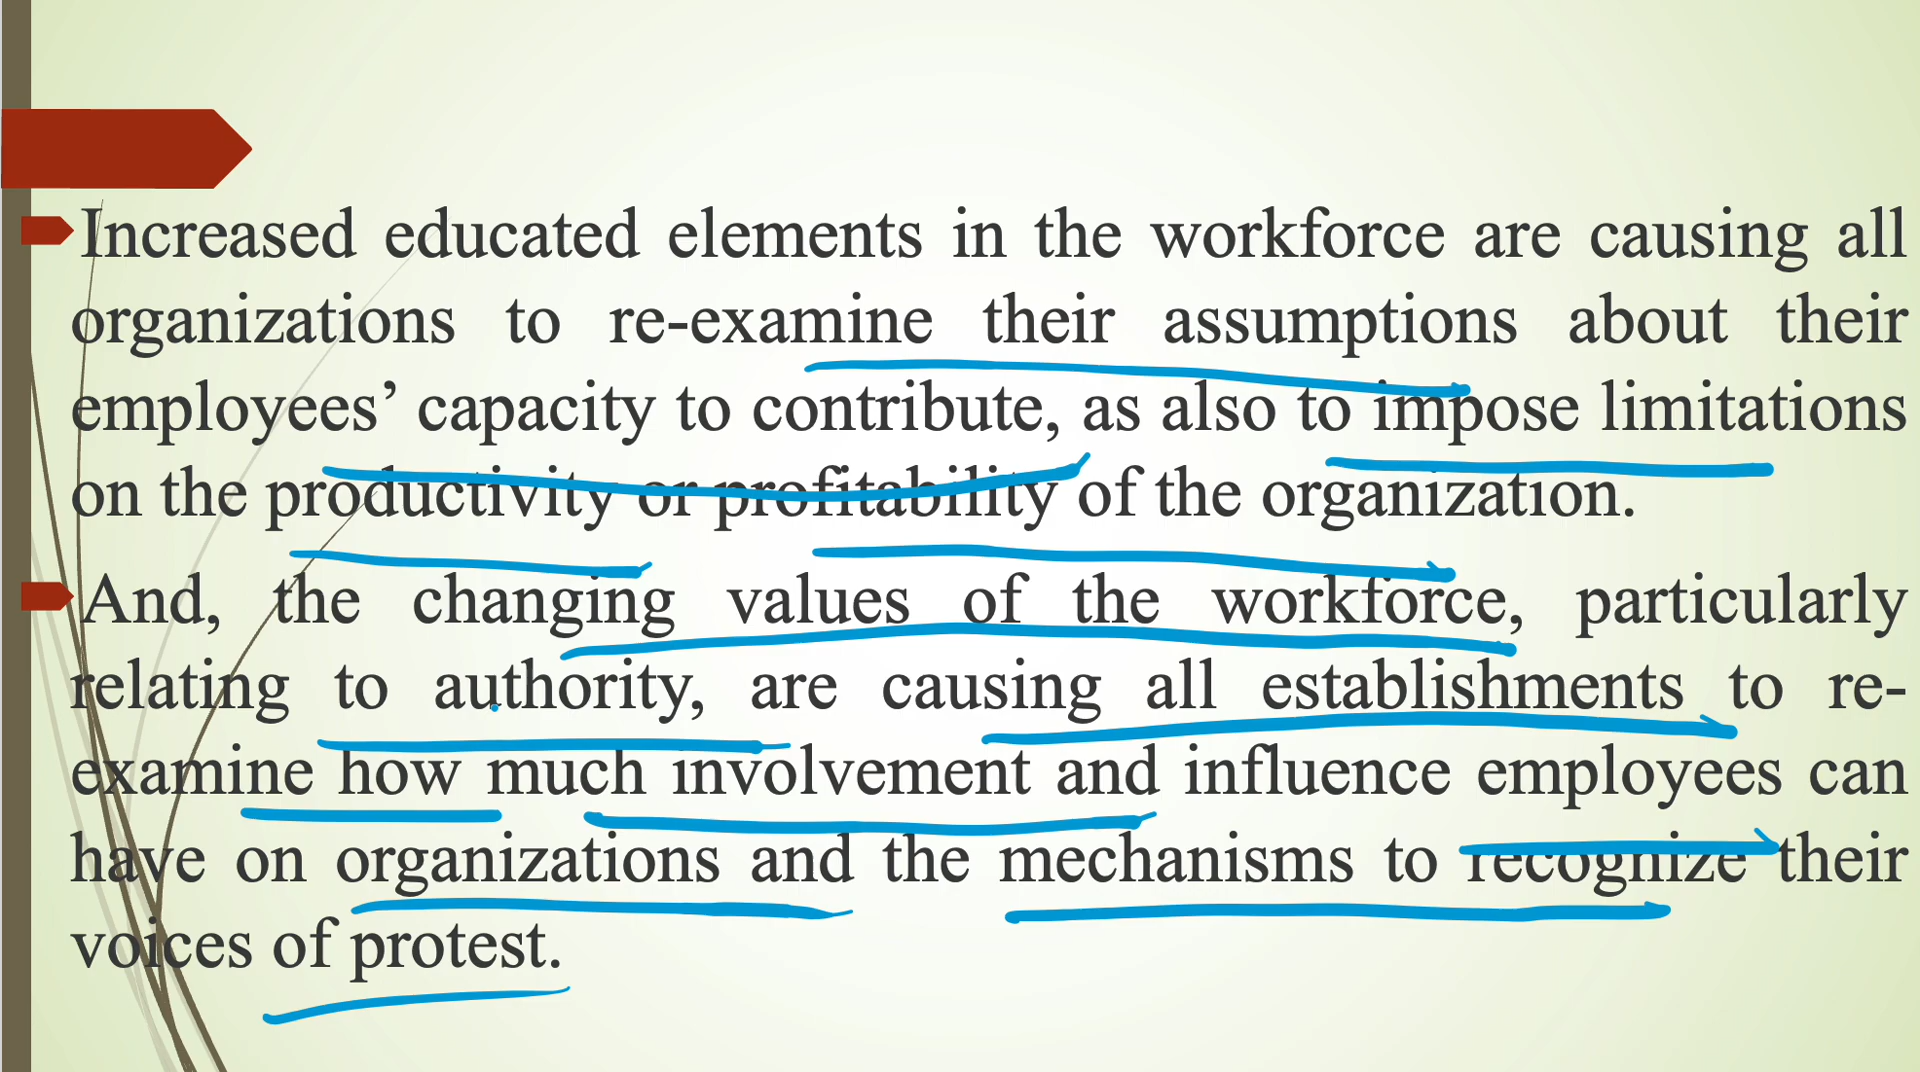 Increased educated elements in the workforce are causing all
organizations to re-examine their assumptions about their
employees’ capacity to contribute, as also to impose limitations
on the productivity or profitability of the organization.
And, the changing values of the workforce, particularly
relating to authority, are causing all establishments to re-
examine how much involvement and influence employees can
have on organizations and the mechanisms to recognize their
voices of protest.